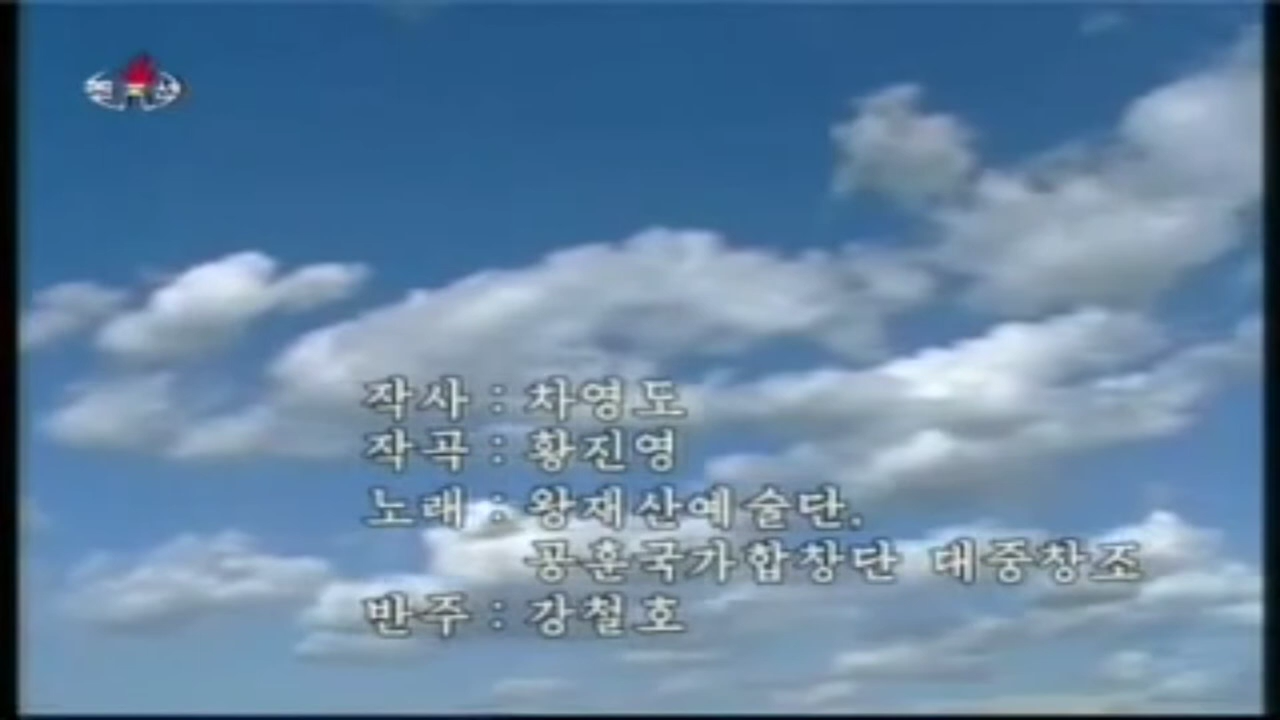 작사 : 차영도
작곡 : 황진영
노래 : 왕재산예술단.
공훈국가합창단 대중창조
반주 : 강철호